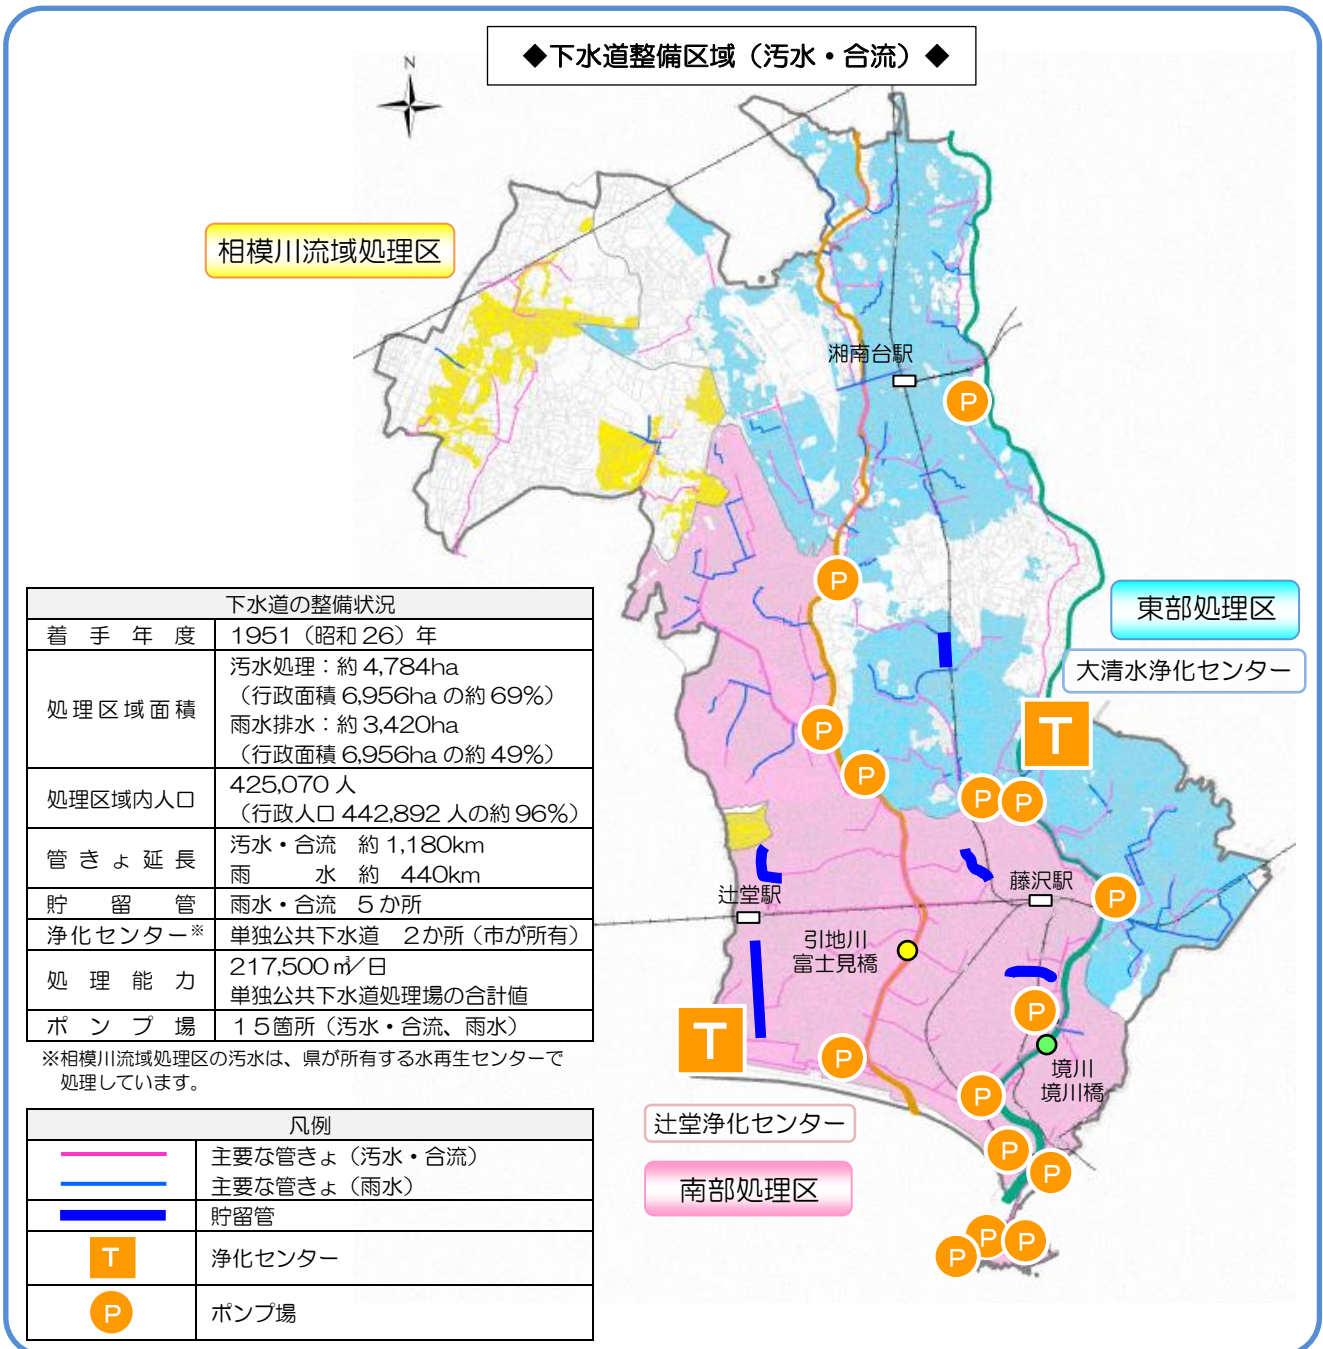 ◆下水道整備区域（汚水・合流）◆
N
相模川流域処理区
湘南台駅
P
P
東部処理区
大清水浄化センター
T
P
P
P
P
藤沢駅
辻堂駅
P
引地川
富士見橋
T
P
P
境川
境川橋
P
辻堂浄化センター
P
P
南部処理区
P
P
P
下水道の整備状況
着手年度 1951（昭和26）年
処理区域面積 汚水処理：約4,784ha
（行政面積6,956haの約69%）
雨水排水：約3,420ha
（行政面積6,956haの約49%）
処理区域内人口 425,070人
（行政人口442,892人の約96%）
管きょ延長 汚水・合流 約1,180km
雨 水 約 440km
貯留管 雨水・合流 5か所
浄化センター※ 単独公共下水道 2か所（市が所有）
処理能力 217,500㎥/日
単独公共下水道処理場の合計値
ポンプ場 15箇所（汚水・合流、雨水）
※相模川流域処理区の汚水は、県が所有する水再生センターで
処理しています。
凡例
主要な管きょ（汚水・合流）
主要な管きょ（雨水）
貯留管
T 浄化センター
P ポンプ場